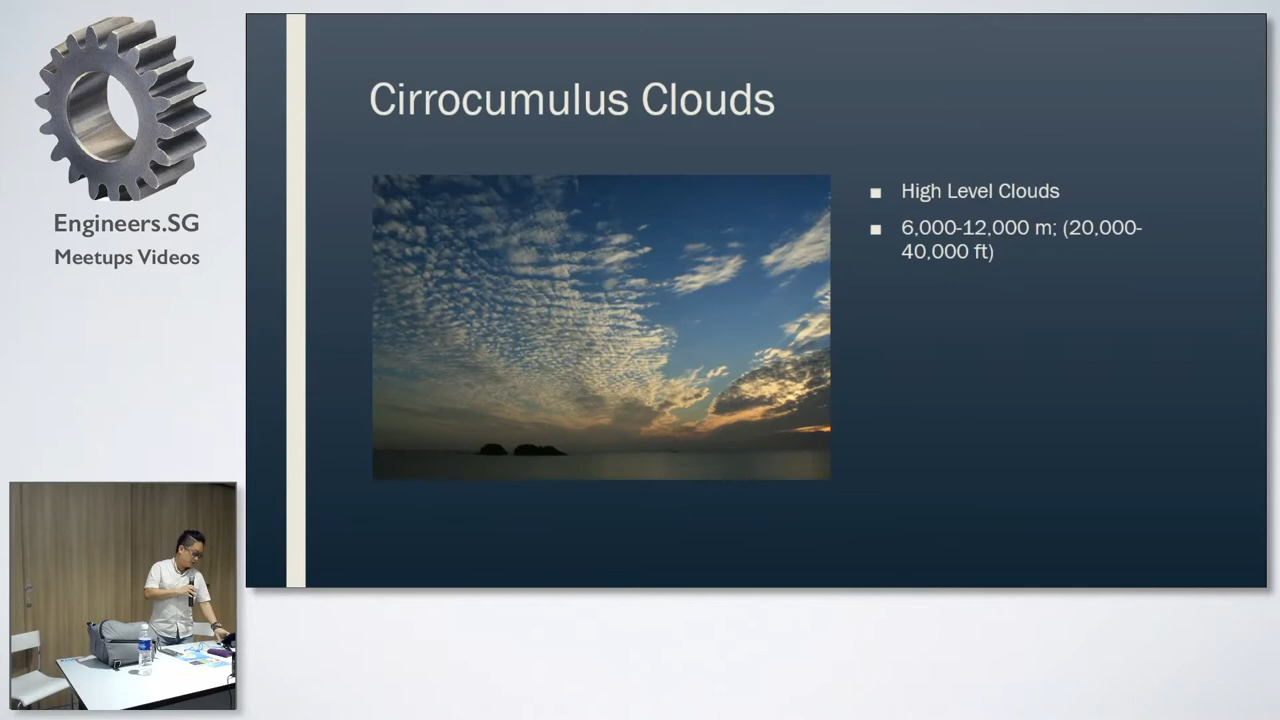 Engineers.SG
Meetups Videos
Cirrocumulus Clouds
■ High Level Clouds
■ 6,000-12,000 m; (20,000-
40,000 ft)